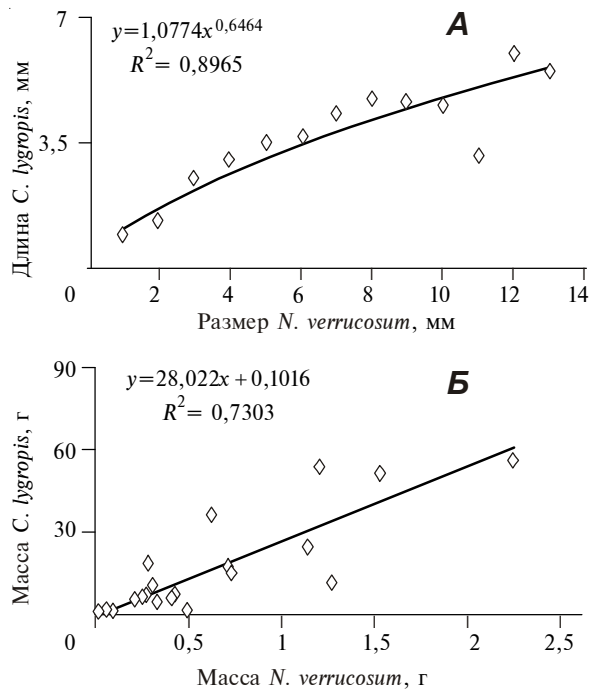 7
y=1,0774x^0,6464
А
R^2= 0,8965
3,5
Длина C. lygropis, мм
0 2 4 6 8 10 12 14
Размер N. verrucosum, мм
90
y=28,022x+0,1016
Б
R^2= 0,7303
60
30
Масса C. lygropis, г
0 0,5 1 1,5 2 2,5
Масса N. verrucosum, г